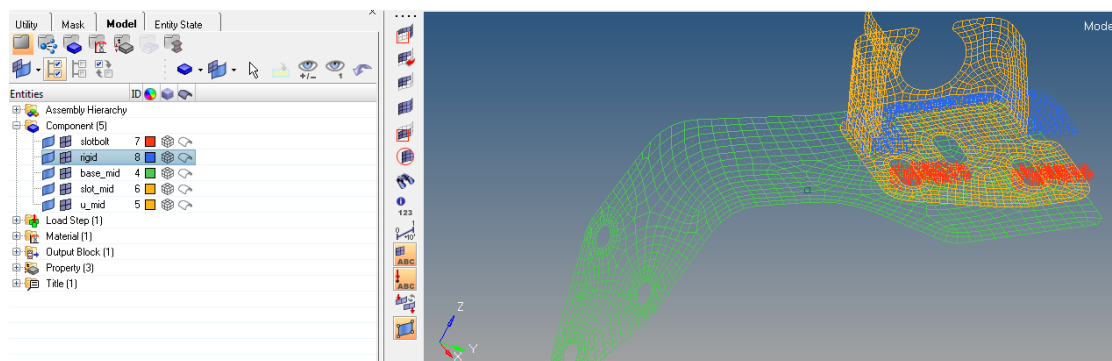 Utility Mask Model Entity State
Entities ID
Assembly Hierarchy
Component (5)
slotbolt 7
rigid 8
base_mid 4
slot_mid 6
u_mid 5
Load Step (1)
Material (1)
Output Block (1)
Property (3)
Title (1)
+/- 1
123
ABC
ABC
Mode
Z
Y
X